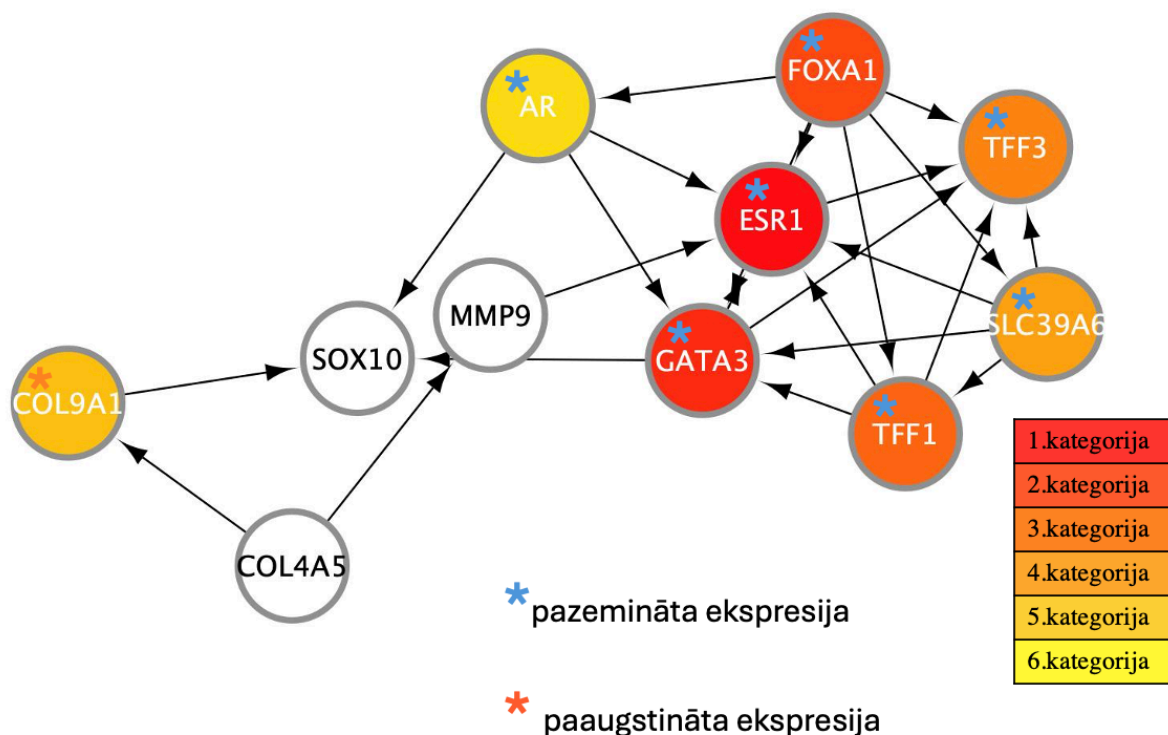 FOXA1
AR
TFF3
ESR1
MMP9
SLC39A6
SOX10
GATA3
COL9A1
TFF1
COL4A5
1.kategorija
2.kategorija
3.kategorija
4.kategorija
5.kategorija
6.kategorija
* pazemināta ekspresija
* paaugstināta ekspresija